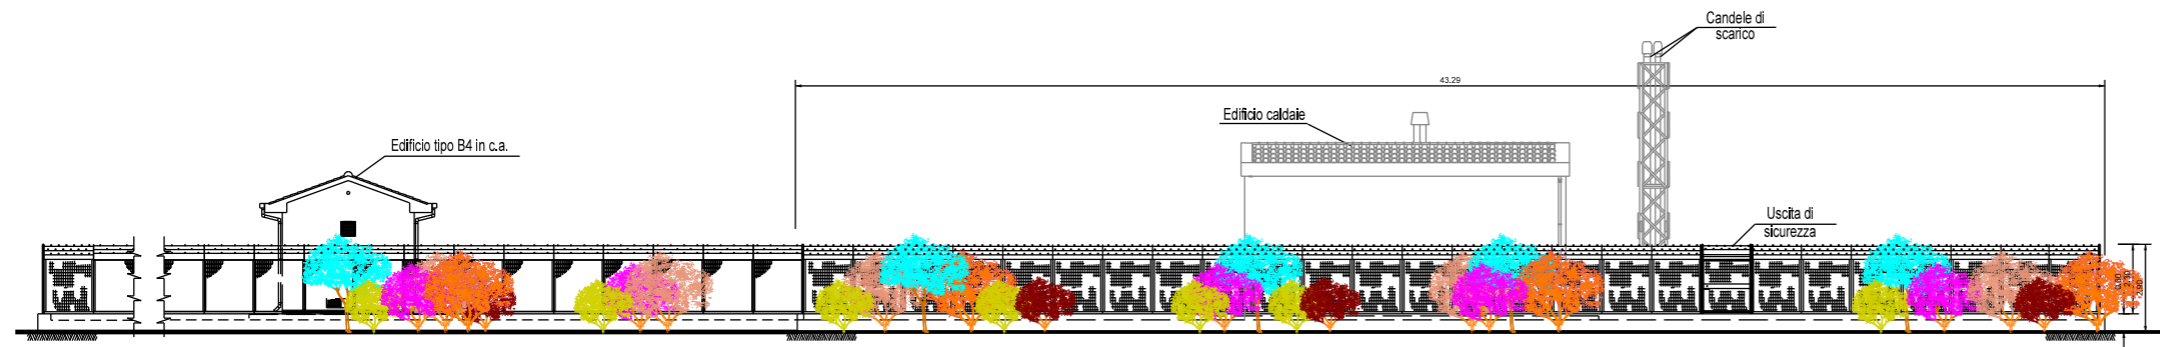 Candele di
scarico
43.29
Edificio caldaie
Edificio tipo B4 in c.a.
Uscita di
sicurezza